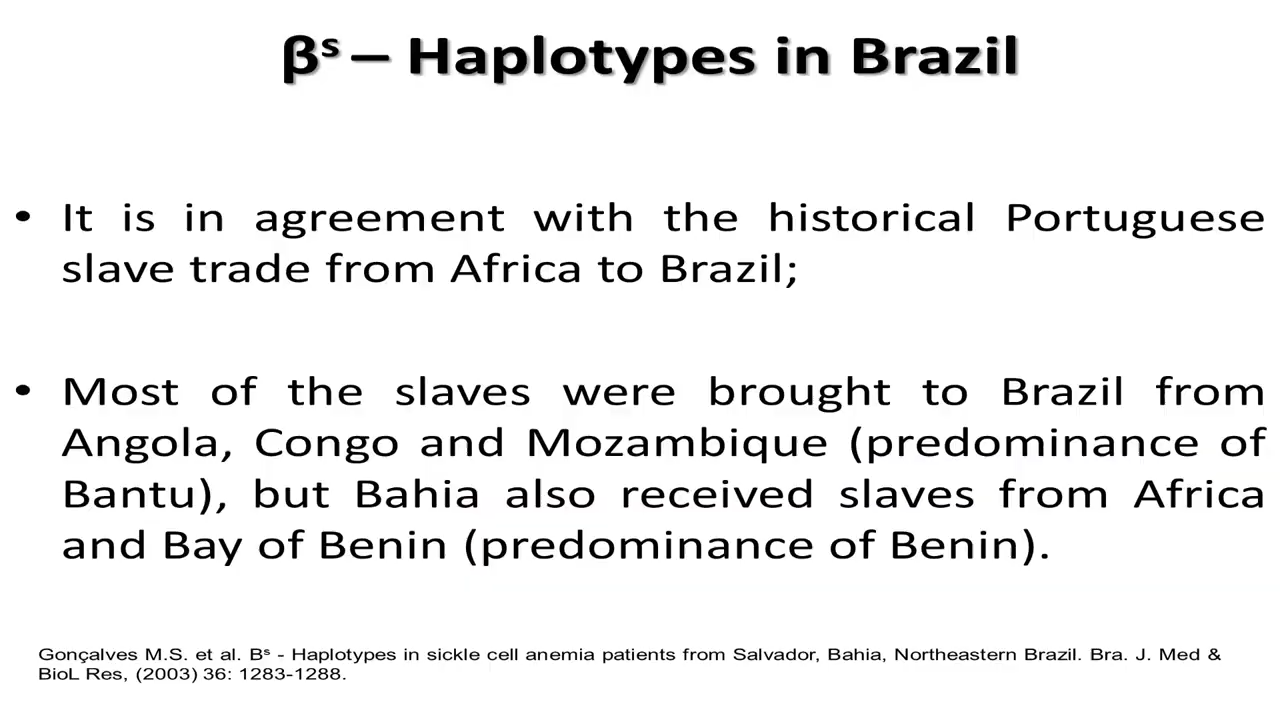 βˢ – Haplotypes in Brazil
• It is in agreement with the historical Portuguese
slave trade from Africa to Brazil;
• Most of the slaves were brought to Brazil from
Angola, Congo and Mozambique (predominance of
Bantu), but Bahia also received slaves from Africa
and Bay of Benin (predominance of Benin).
Gonçalves M.S. et al. Bˢ - Haplotypes in sickle cell anemia patients from Salvador, Bahia, Northeastern Brazil. Bra. J. Med &
BioL Res, (2003) 36: 1283-1288.